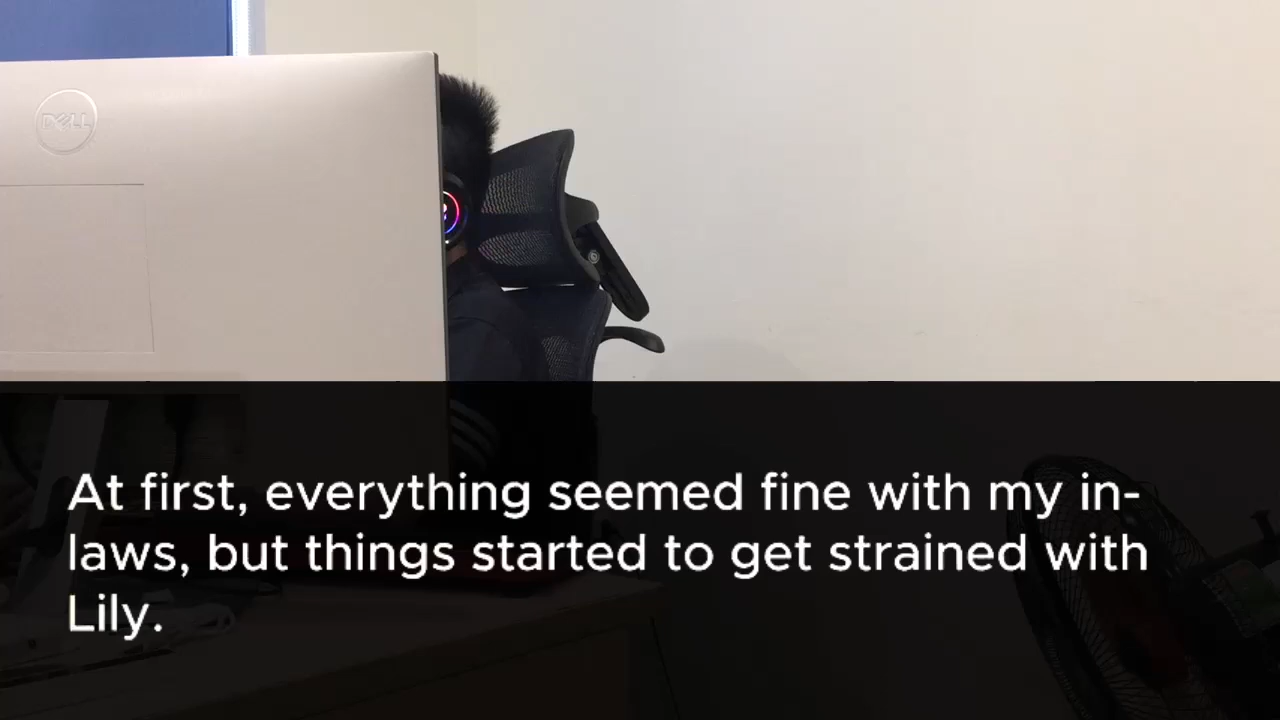 DELL
At first, everything seemed fine with my in-
laws, but things started to get strained with
Lily.